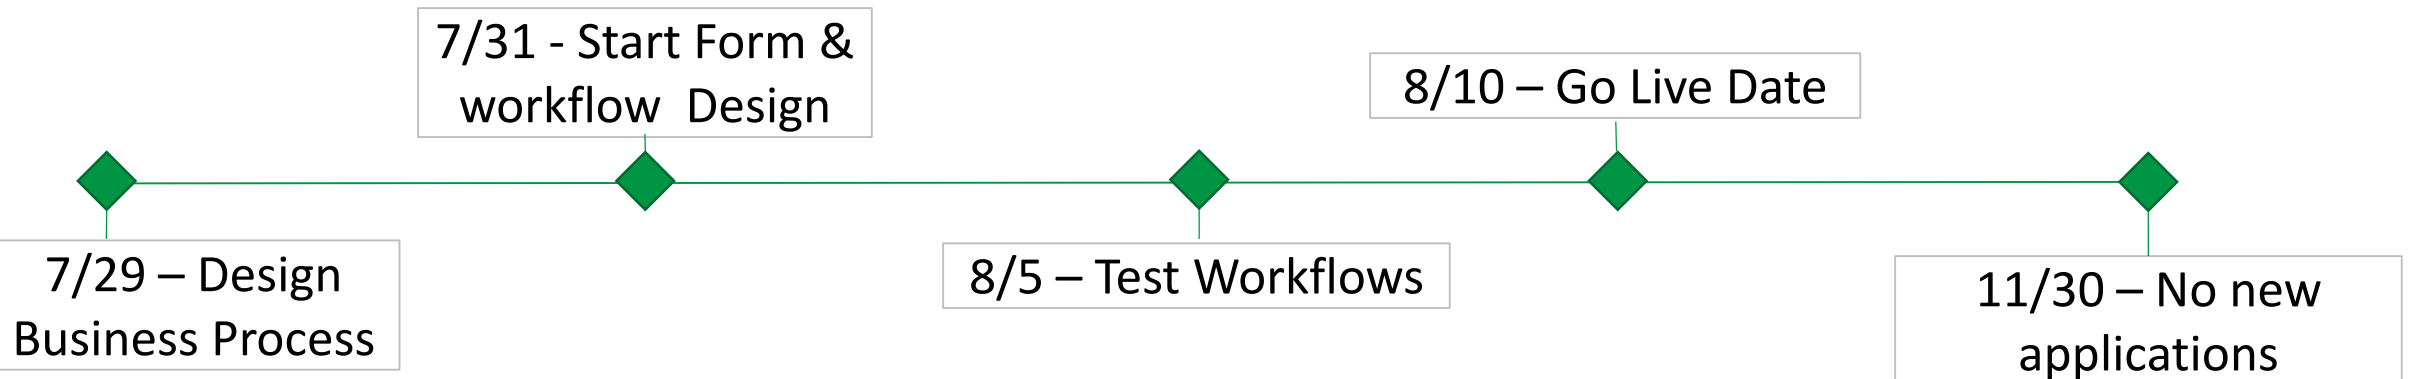 7/31 - Start Form &
workflow  Design
8/10 – Go Live Date
7/29 – Design
Business Process
8/5 – Test Workflows
11/30 – No new
applications